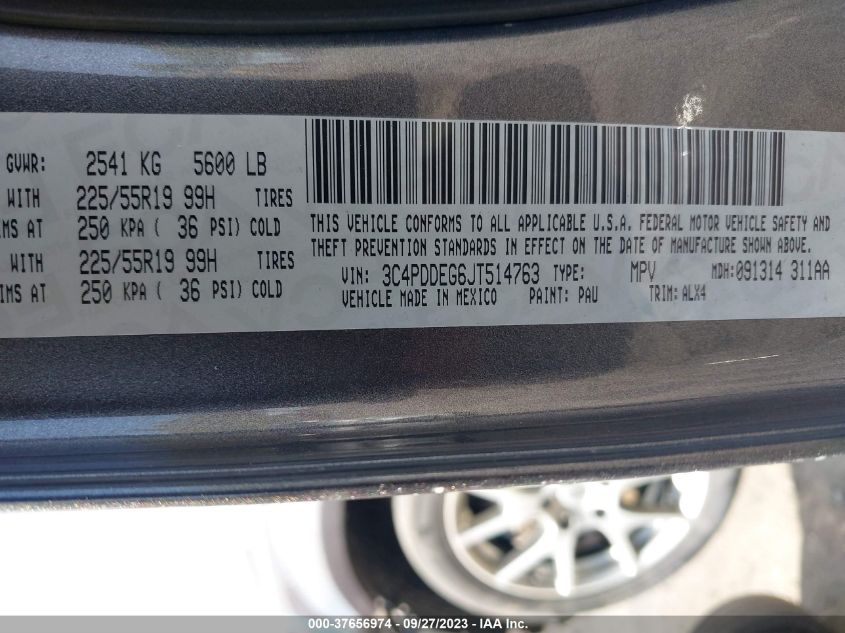 GVWR: 2541 KG 5600 LB
WITH 225/55R19 99H TIRES
IMS AT 250 KPA ( 36 PSI) COLD
WITH 225/55R19 99H TIRES
IMS AT 250 KPA ( 36 PSI) COLD
THIS VEHICLE CONFORMS TO ALL APPLICABLE U.S.A. FEDERAL MOTOR VEHICLE SAFETY AND
THEFT PREVENTION STANDARDS IN EFFECT ON THE DATE OF MANUFACTURE SHOWN ABOVE.
VIN: 3C4PDDEG6JT514763 TYPE: MPV MDH: 091314 311AA
VEHICLE MADE IN MEXICO PAINT: PAU TRIM: ALX4
000-37656974 / 09/27/2023 - IAA Inc.